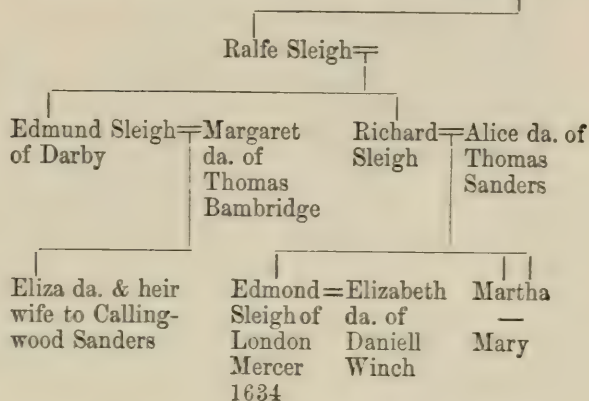 Ralfe Sleigh=
Edmund Sleigh=Margaret
of Darby da. of
Thomas
Bambridge
Richard=Alice da. of
Sleigh Thomas
Sanders
Eliza da. & heir
wife to Calling-
wood Sanders
Edmond=Elizabeth
Sleigh of da. of
London Daniell
Mercer Winch
1634
Martha
—
Mary